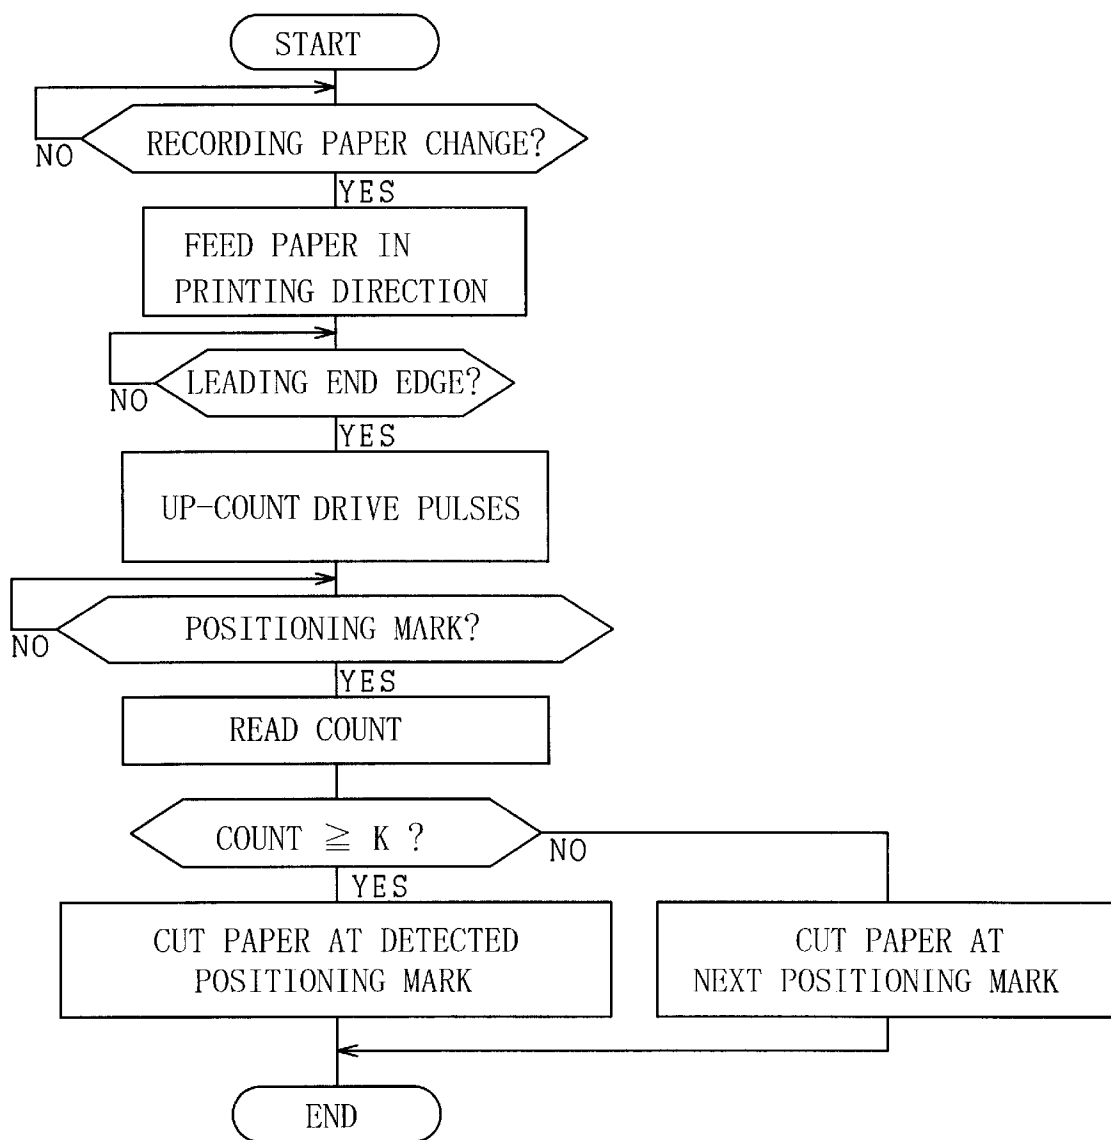 START
RECORDING PAPER CHANGE?
NO
YES
FEED PAPER IN
PRINTING DIRECTION
LEADING END EDGE?
NO
YES
UP-COUNT DRIVE PULSES
POSITIONING MARK?
NO
YES
READ COUNT
COUNT ≧ K ?
NO
YES
CUT PAPER AT DETECTED
POSITIONING MARK
CUT PAPER AT
NEXT POSITIONING MARK
END